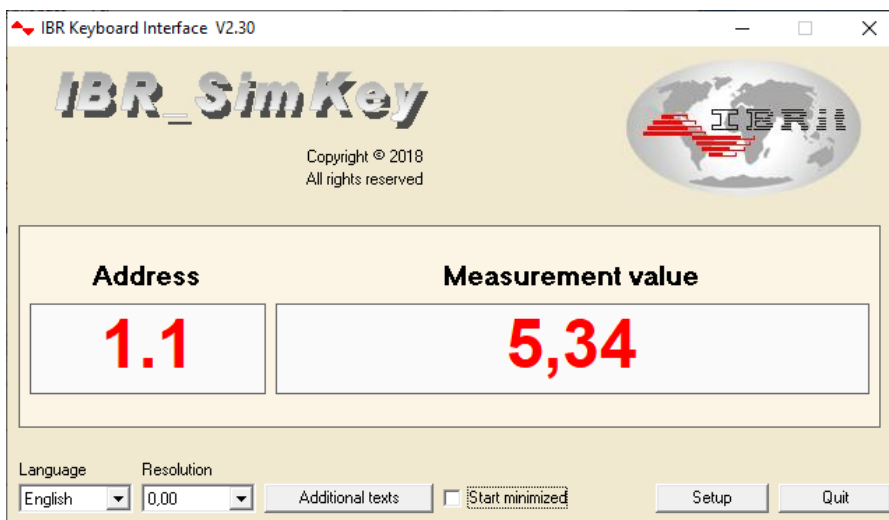 IBR Keyboard Interface V2.30
IBR_SimKey
IBRit
Copyright © 2018
All rights reserved
Address
Measurement value
1.1
5,34
Language
Resolution
English
0,00
Additional texts
Start minimized
Setup
Quit